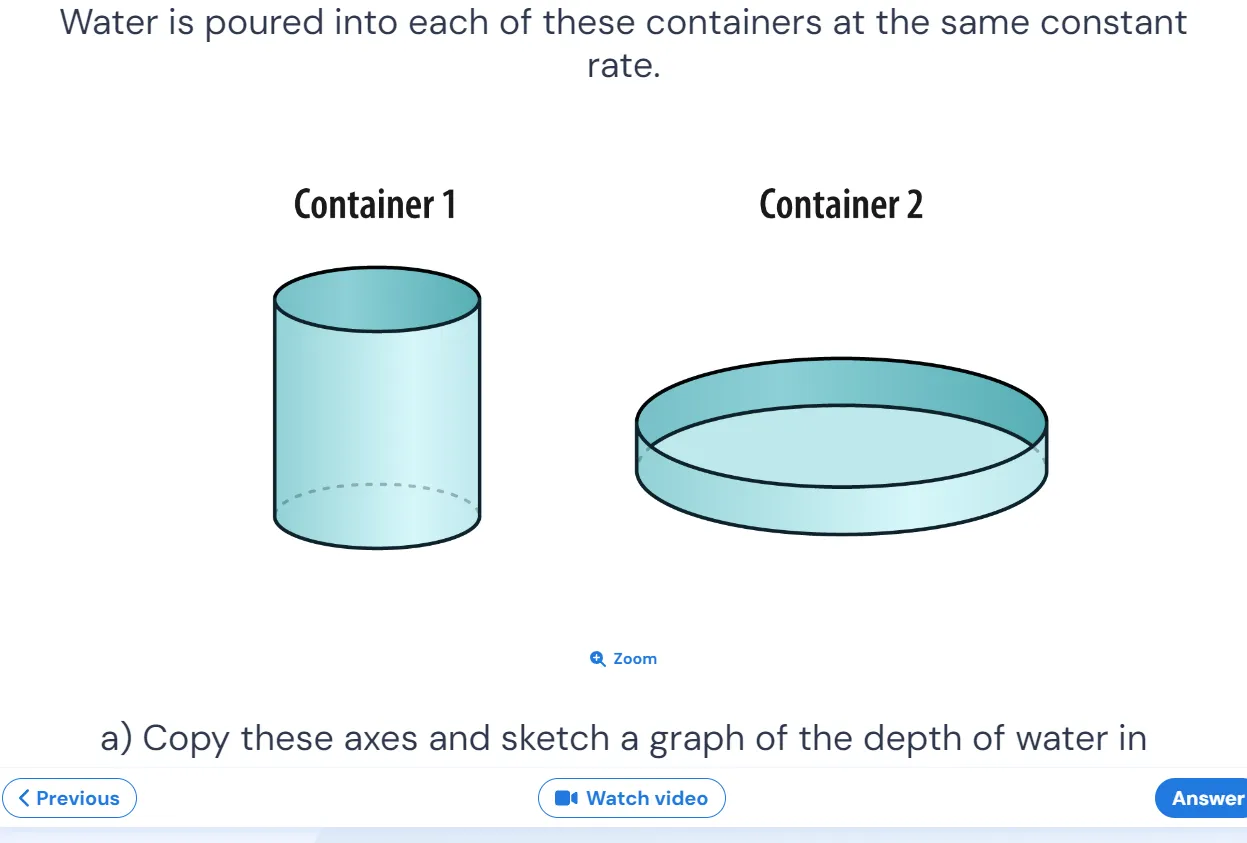 Water is poured into each of these containers at the same constant
rate.
Container 1
Container 2
Zoom
a) Copy these axes and sketch a graph of the depth of water in
Previous
Watch video
Answer